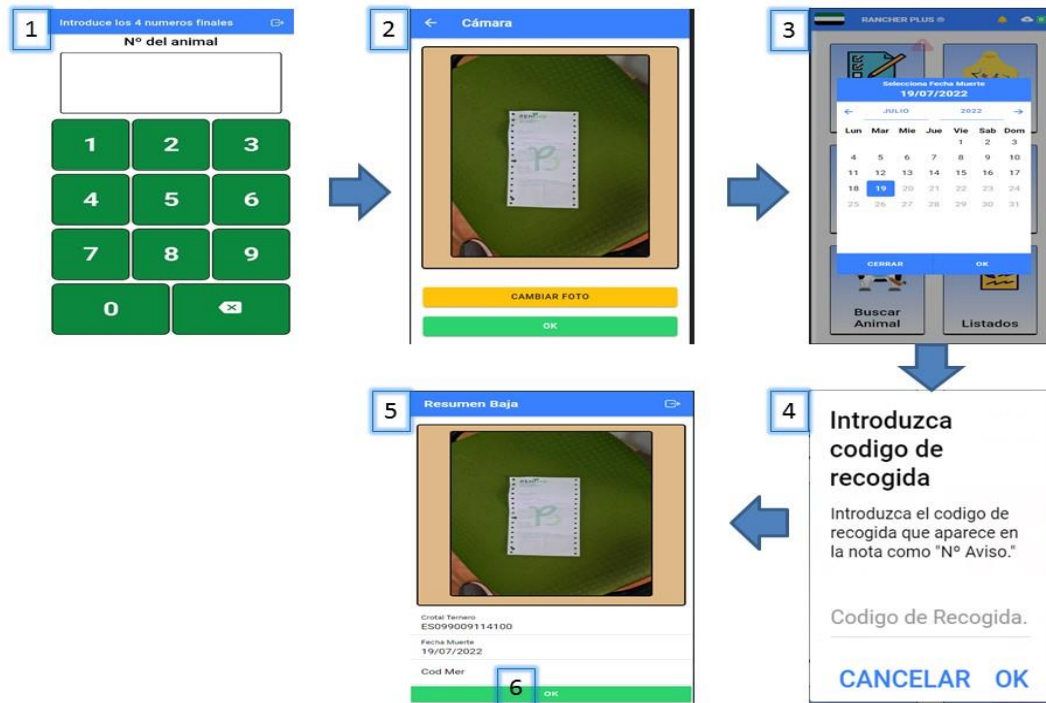 1
Introduce los 4 numeros finales
Nº del animal
1 2 3
4 5 6
7 8 9
0
2
Cámara
CAMBIAR FOTO
OK
3
RANCHER PLUS ®
Selecciona Fecha Muerte
19/07/2022
JULIO 2022
Lun Mar Mie Jue Vie Sab Dom
1 2 3
4 5 6 7 8 9 10
11 12 13 14 15 16 17
18 19 20 21 22 23 24
25 26 27 28 29 30 31
CERRAR OK
Buscar
Animal
Listados
4
Introduzca
codigo de
recogida
Introduzca el codigo de
recogida que aparece en
la nota como "Nº Aviso."
Codigo de Recogida.
CANCELAR OK
5
Resumen Baja
Crotal Ternero
ES099009114100
Fecha Muerte
19/07/2022
Cod Mer
6
OK